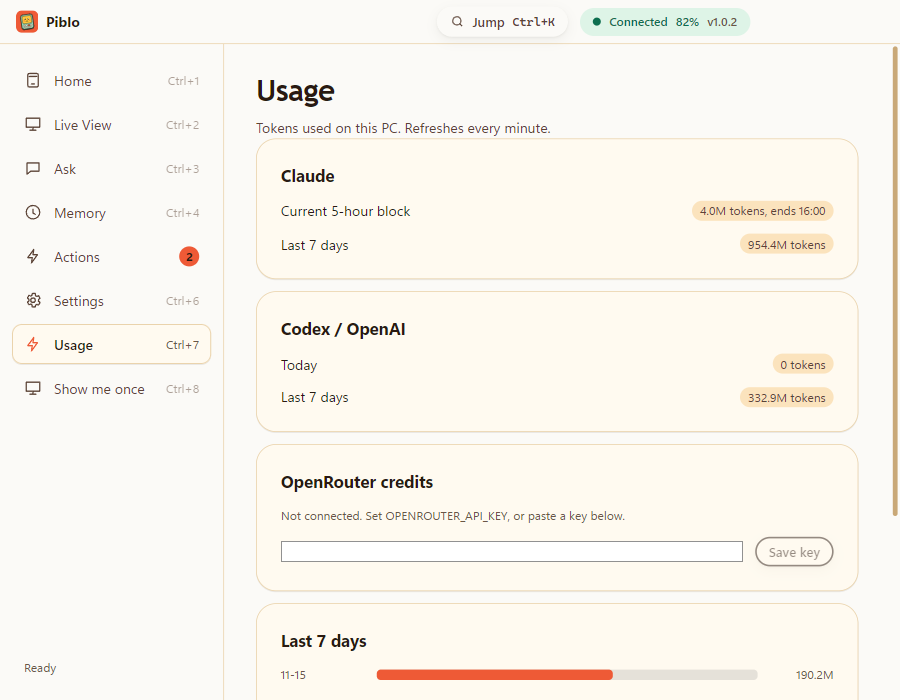 Piblo
Jump Ctrl+K
Connected 82% v1.0.2
Home Ctrl+1
Live View Ctrl+2
Ask Ctrl+3
Memory Ctrl+4
Actions 2
Settings Ctrl+6
Usage Ctrl+7
Show me once Ctrl+8
Ready
Usage
Tokens used on this PC. Refreshes every minute.
Claude
Current 5-hour block 4.0M tokens, ends 16:00
Last 7 days 954.4M tokens
Codex / OpenAI
Today 0 tokens
Last 7 days 332.9M tokens
OpenRouter credits
Not connected. Set OPENROUTER_API_KEY, or paste a key below.
Save key
Last 7 days
11-15 190.2M